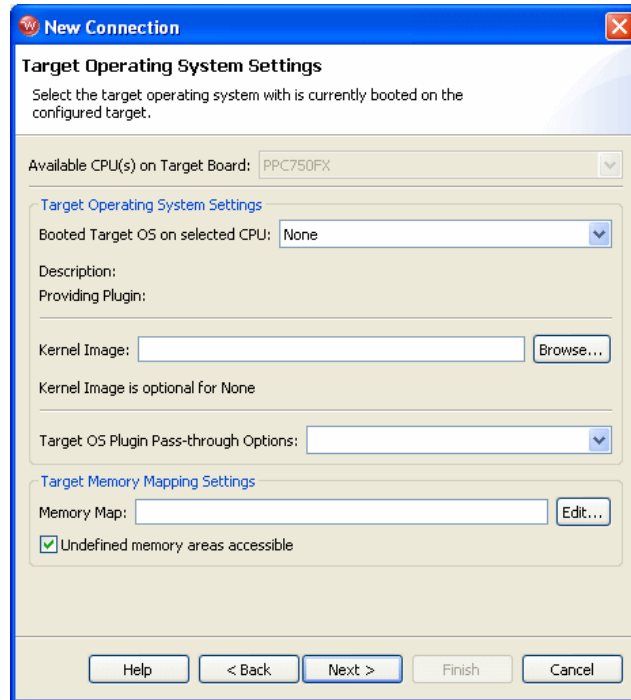 New Connection
Target Operating System Settings
Select the target operating system with is currently booted on the
configured target.
Available CPU(s) on Target Board: PPC750FX
Target Operating System Settings
Booted Target OS on selected CPU: None
Description:
Providing Plugin:
Kernel Image: Browse...
Kernel Image is optional for None
Target OS Plugin Pass-through Options:
Target Memory Mapping Settings
Memory Map: Edit...
Undefined memory areas accessible
Help < Back Next > Finish Cancel